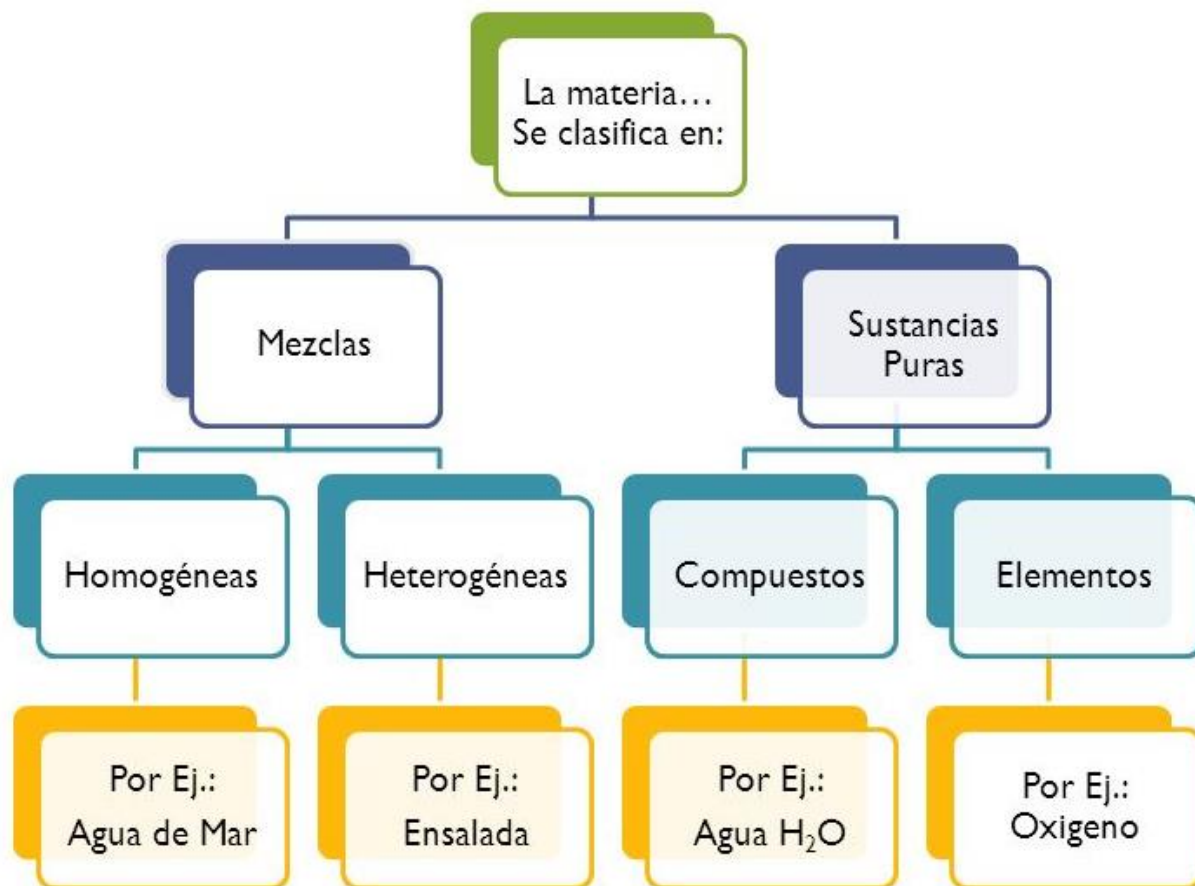 La materia…
Se clasifica en:
Mezclas
Sustancias
Puras
Homogéneas
Heterogéneas
Compuestos
Elementos
Por Ej.:
Agua de Mar
Por Ej.:
Ensalada
Por Ej.:
Agua H₂O
Por Ej.:
Oxigeno